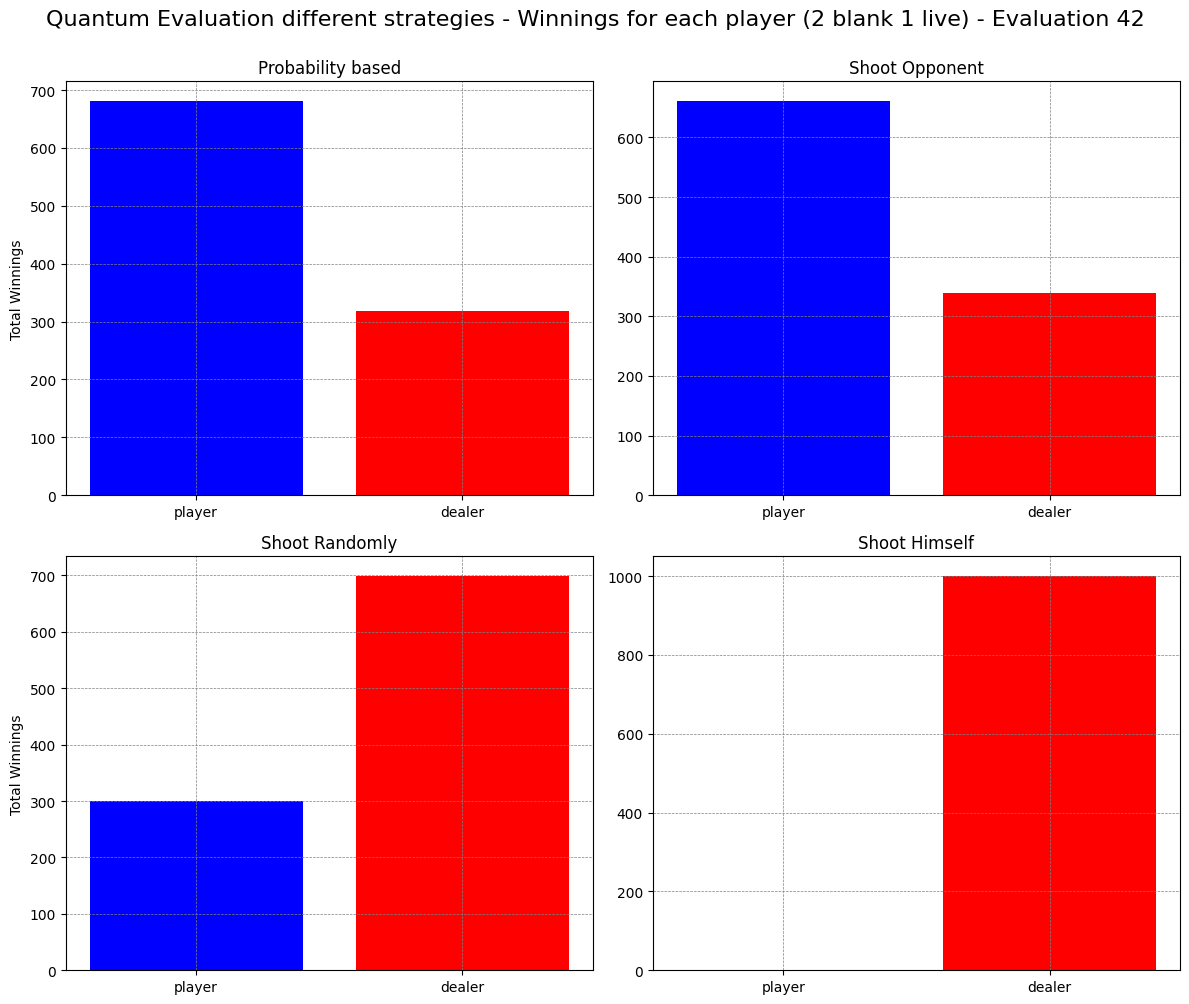 Quantum Evaluation different strategies - Winnings for each player (2 blank 1 live) - Evaluation 42
Probability based
Total Winnings
700
600
500
400
300
200
100
0
player dealer
Shoot Opponent
600
500
400
300
200
100
0
player dealer
Shoot Randomly
Total Winnings
700
600
500
400
300
200
100
0
player dealer
Shoot Himself
1000
800
600
400
200
0
player dealer